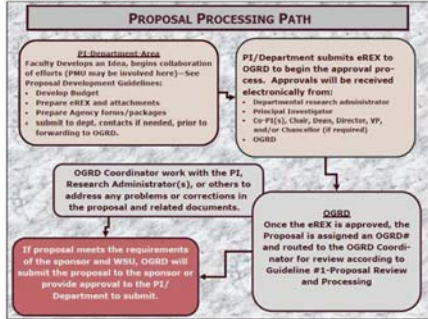 PROPOSAL PROCESSING PATH
PI-Department-Area
Faculty Develops an Idea, begins collaboration
of efforts (PMU may be involved here)—See
Proposal Development Guidelines:
• Develop Budget
• Prepare eREX and attachments
• Prepare Agency forms/packages
• submit to dept. contacts if needed, prior to
forwarding to OGRD.
PI/Department submits eREX to
OGRD to begin the approval pro-
cess. Approvals will be received
electronically from:
• Departmental research administrator
• Principal Investigator
• Co-PI(s), Chair, Dean, Director, VP,
and/or Chancellor (if required)
• OGRD
OGRD
Once the eREX is approved, the
Proposal is assigned an OGRD#
and routed to the OGRD Coordi-
nator for review according to
Guideline #1-Proposal Review
and Processing
OGRD Coordinator work with the PI,
Research Administrator(s), or others to
address any problems or corrections in
the proposal and related documents.
If proposal meets the requirements
of the sponsor and WSU, OGRD will
submit the proposal to the sponsor or
provide approval to the PI/
Department to submit.